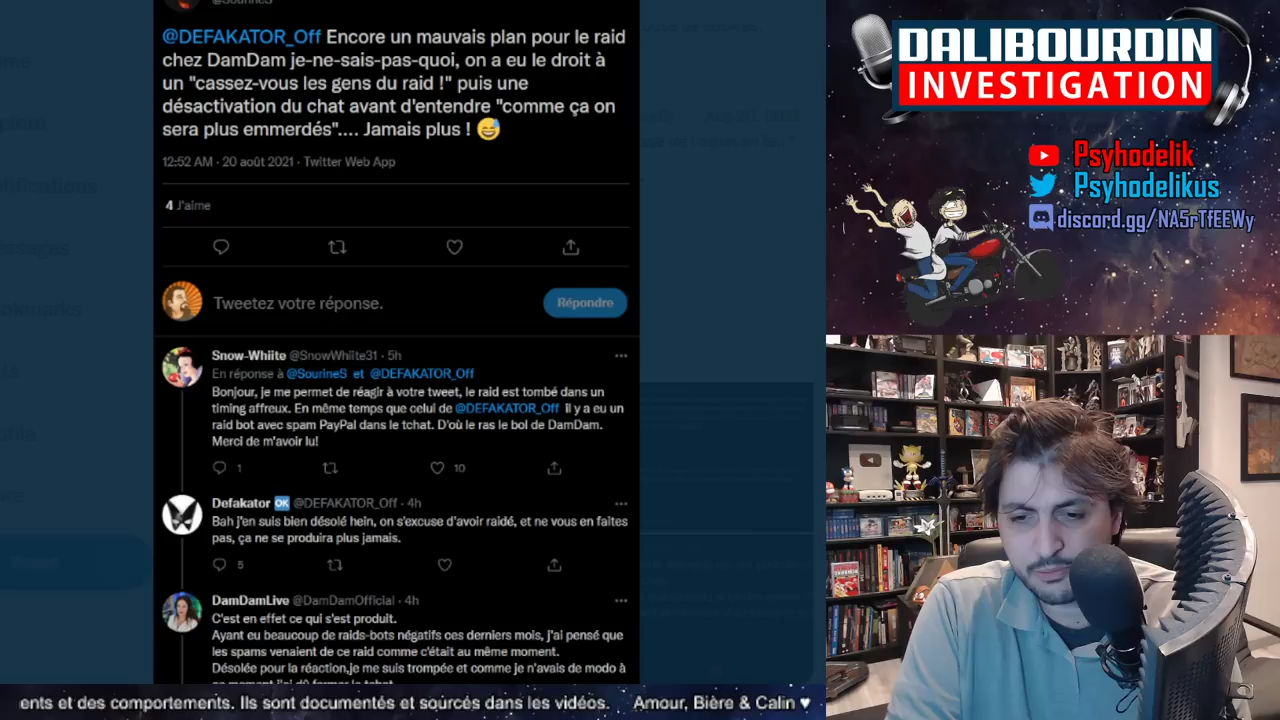 @SourineS
@DEFAKATOR_Off Encore un mauvais plan pour le raid
chez DamDam je-ne-sais-pas-quoi, on a eu le droit à
un "cassez-vous les gens du raid !" puis une
désactivation du chat avant d'entendre "comme ça on
sera plus emmerdés".... Jamais plus ! 😅
12:52 AM · 20 août 2021 · Twitter Web App
4 J'aime
Tweetez votre réponse.
Répondre
Snow-Whiite @SnowWhiite31 · 5h
En réponse à @SourineS et @DEFAKATOR_Off
Bonjour, je me permet de réagir à votre tweet, le raid est tombé dans un
timing affreux. En même temps que celui de @DEFAKATOR_Off il y a eu un
raid bot avec spam PayPal dans le tchat. D'où le ras le bol de DamDam.
Merci de m'avoir lu!
1
10
Defakator OK @DEFAKATOR_Off · 4h
Bah j'en suis bien désolé hein, on s'excuse d'avoir raidé, et ne vous en faites
pas, ça ne se produira plus jamais.
5
DamDamLive @DamDamOfficial · 4h
C'est en effet ce qui s'est produit.
Ayant eu beaucoup de raids-bots négatifs ces derniers mois, j'ai pensé que
les spams venaient de ce raid comme c'était au même moment.
Désolée pour la réaction,je me suis trompée et comme je n'avais de modo à
ce moment j'ai dû fermer le tchat
ents et des comportements. Ils sont documentés et sourcés dans les vidéos. Amour, Bière & Calin ♥
DALIBOURDIN
INVESTIGATION
Psyhodelik
Psyhodelikus
discord.gg/NA5rTfEEWy